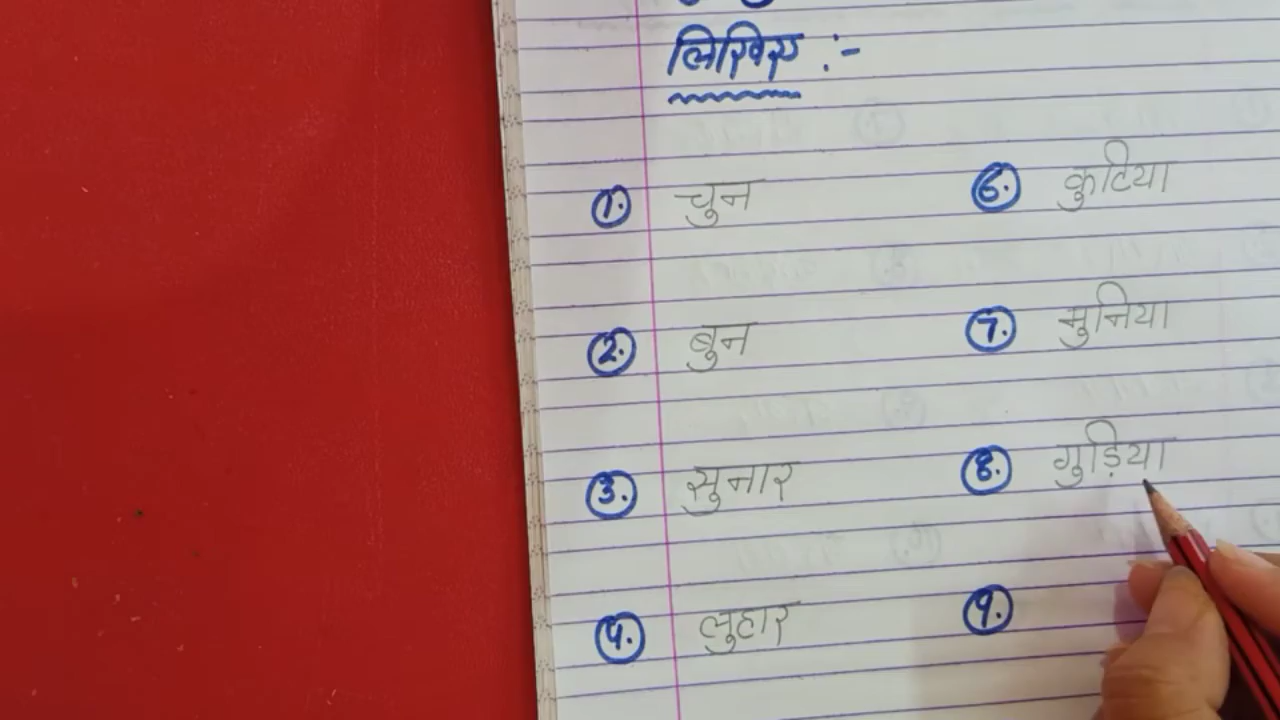 लिखिए :-
1. चुन
6. कुटिया
2. बुन
7. मुनिया
3. सुनार
8. गुड़िया
4. लुहार
9.